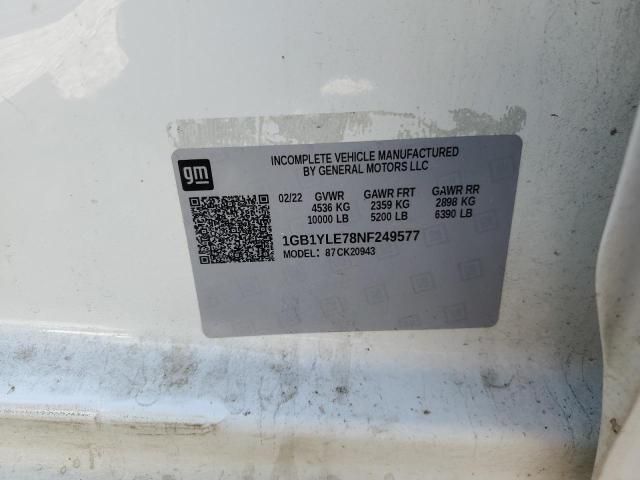 gm
INCOMPLETE VEHICLE MANUFACTURED
BY GENERAL MOTORS LLC
02/22 GVWR GAWR FRT GAWR RR
4536 KG 2359 KG 2898 KG
10000 LB 5200 LB 6390 LB
1GB1YLE78NF249577
MODEL: 87CK20943